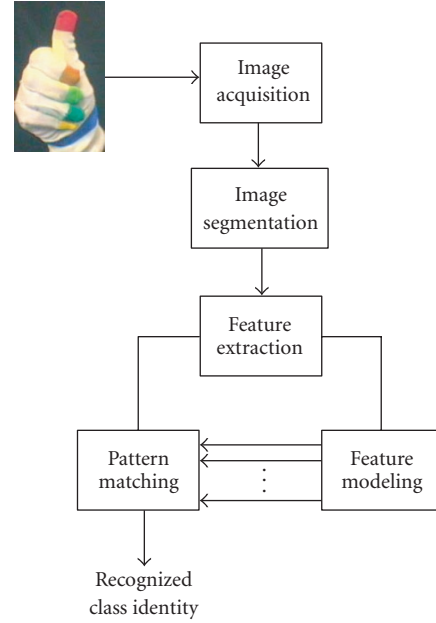 Image
acquisition
Image
segmentation
Feature
extraction
Pattern
matching
Feature
modeling
Recognized
class identity